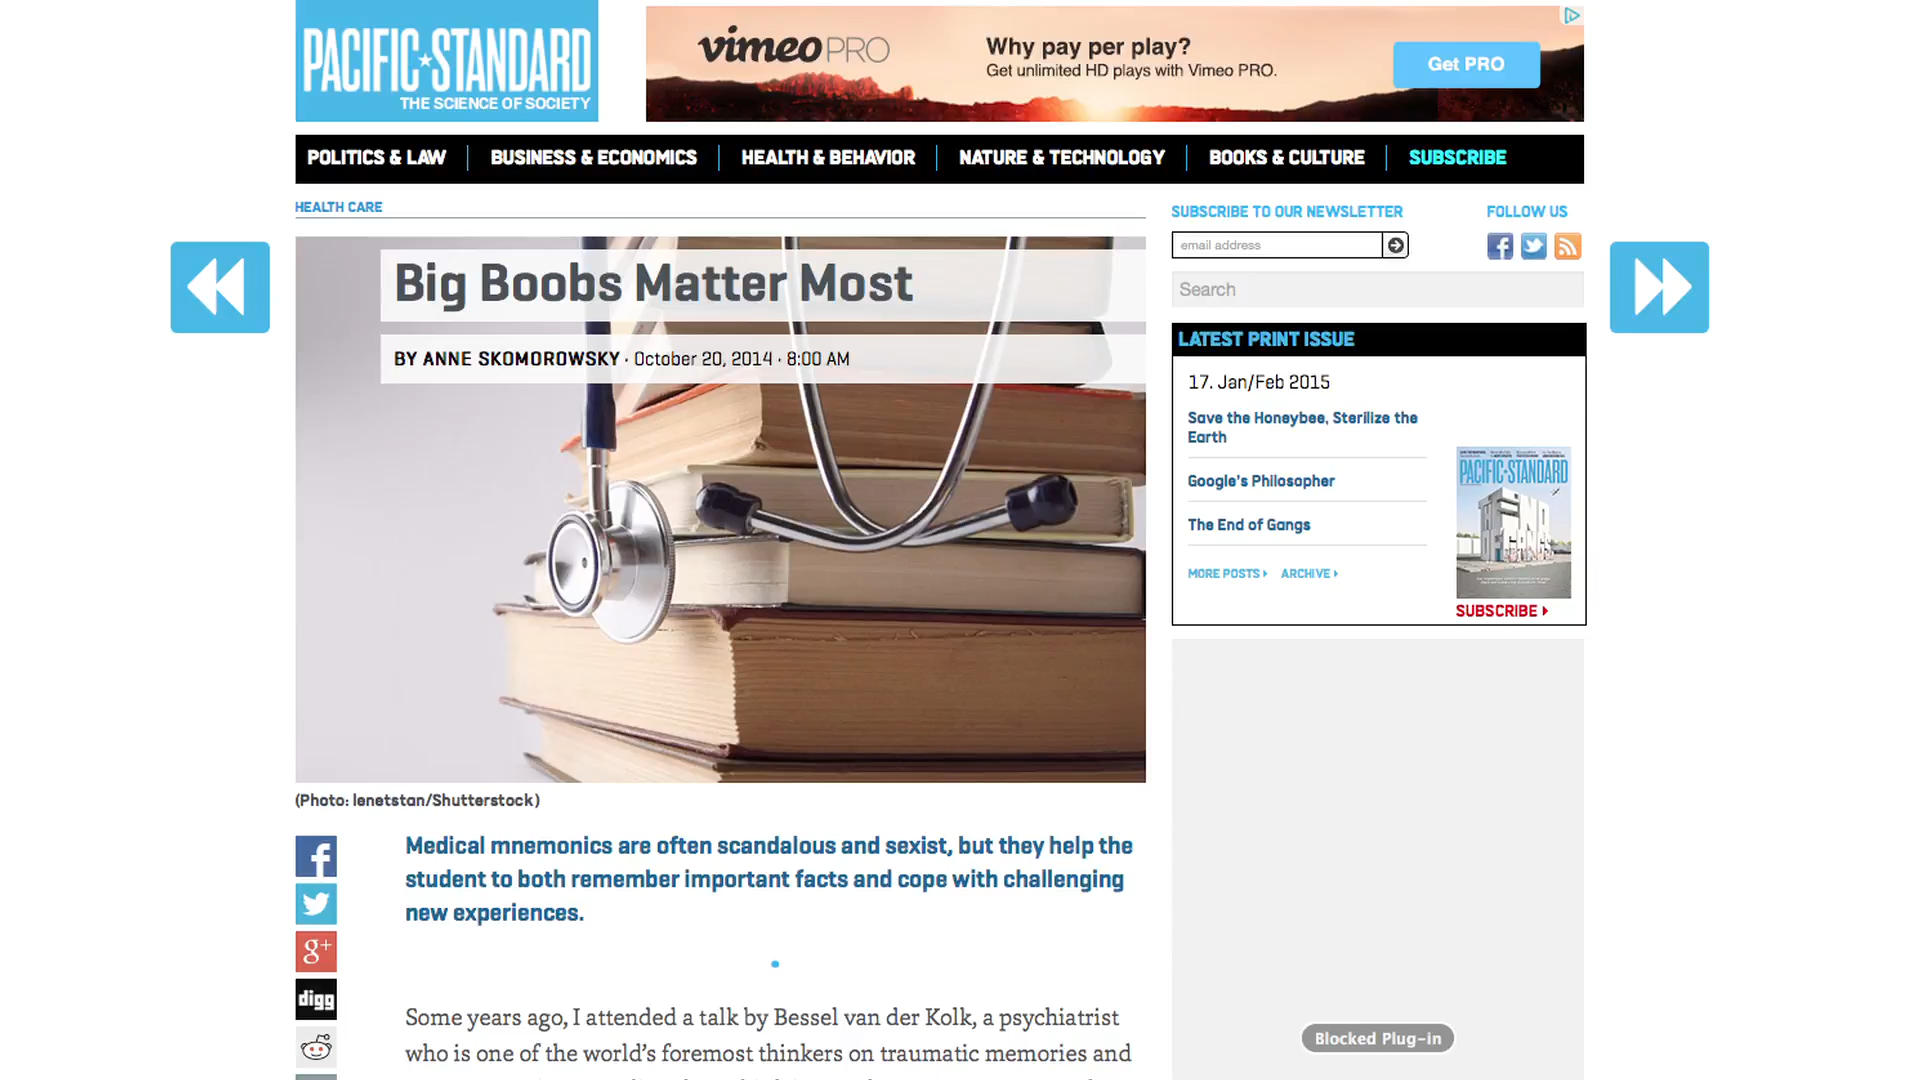 PACIFIC★STANDARD
THE SCIENCE OF SOCIETY
vimeo PRO
Why pay per play?
Get unlimited HD plays with Vimeo PRO.
Get PRO
POLITICS & LAW
BUSINESS & ECONOMICS
HEALTH & BEHAVIOR
NATURE & TECHNOLOGY
BOOKS & CULTURE
SUBSCRIBE
HEALTH CARE
Big Boobs Matter Most
BY ANNE SKOMOROWSKY · October 20, 2014 · 8:00 AM
(Photo: lenetstan/Shutterstock)
g+
digg
Medical mnemonics are often scandalous and sexist, but they help the
student to both remember important facts and cope with challenging
new experiences.
Some years ago, I attended a talk by Bessel van der Kolk, a psychiatrist
who is one of the world’s foremost thinkers on traumatic memories and
SUBSCRIBE TO OUR NEWSLETTER
FOLLOW US
email address
Search
LATEST PRINT ISSUE
17. Jan/Feb 2015
Save the Honeybee, Sterilize the
Earth
Google's Philosopher
The End of Gangs
MORE POSTS
ARCHIVE
PACIFIC STANDARD
SUBSCRIBE
Blocked Plug-in